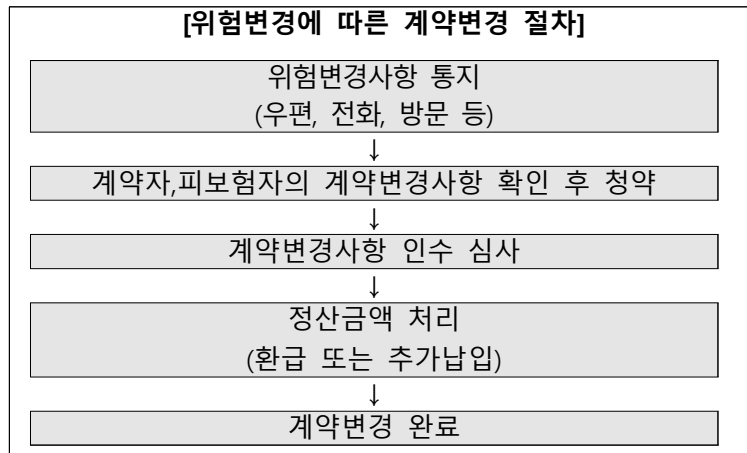 [위험변경에 따른 계약변경 절차]
위험변경사항 통지
(우편, 전화, 방문 등)
↓
계약자,피보험자의 계약변경사항 확인 후 청약
↓
계약변경사항 인수 심사
↓
정산금액 처리
(환급 또는 추가납입)
↓
계약변경 완료